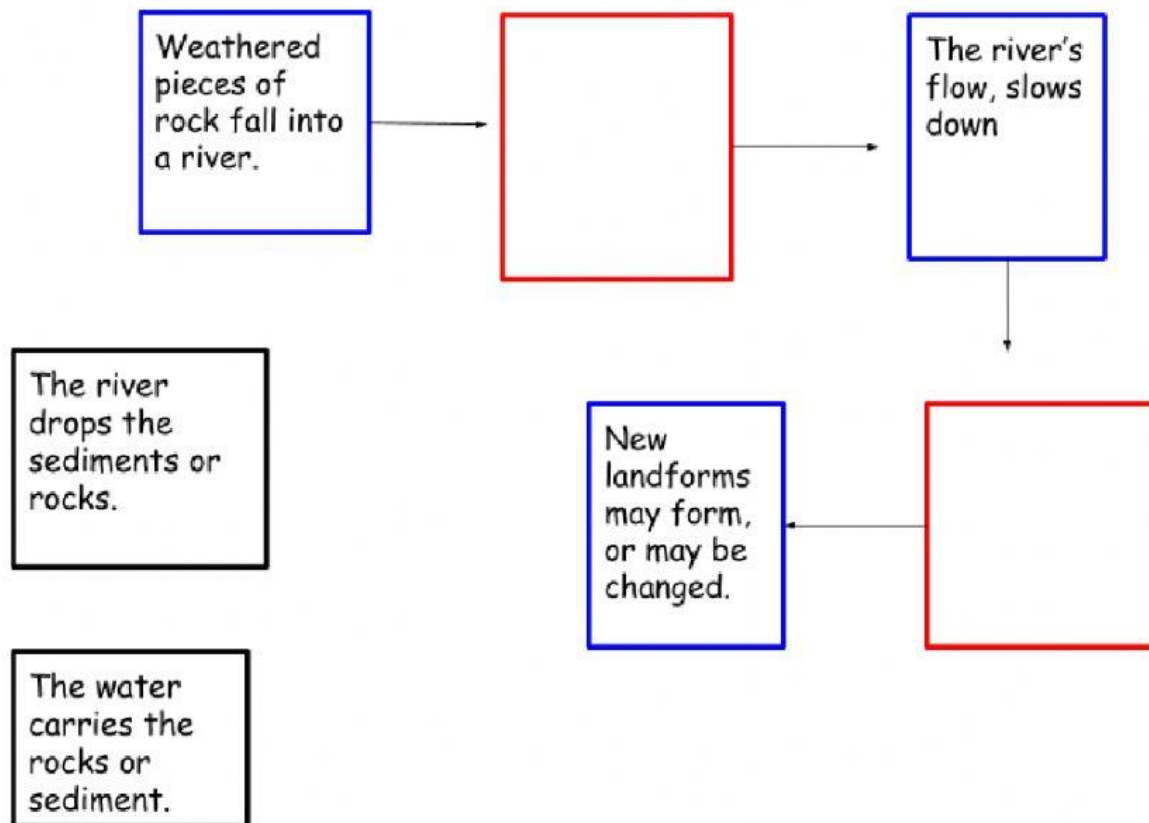 Weathered
pieces of
rock fall into
a river.
The river's
flow, slows
down
The river
drops the
sediments or
rocks.
New
landforms
may form,
or may be
changed.
The water
carries the
rocks or
sediment.